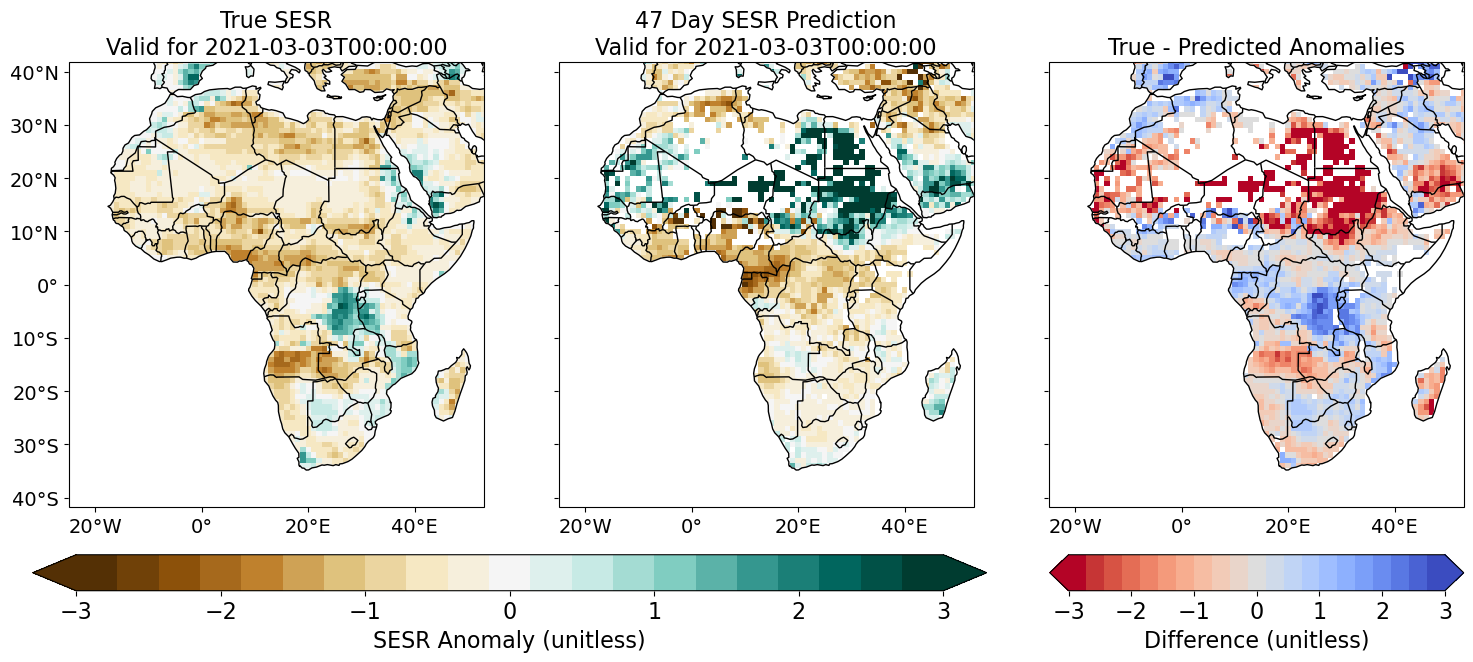 True SESR
Valid for 2021-03-03T00:00:00
47 Day SESR Prediction
Valid for 2021-03-03T00:00:00
True - Predicted Anomalies
40°N
30°N
20°N
10°N
0°
10°S
20°S
30°S
40°S
20°W 0° 20°E 40°E
20°W 0° 20°E 40°E
20°W 0° 20°E 40°E
−3 −2 −1 0 1 2 3
SESR Anomaly (unitless)
−3 −2 −1 0 1 2 3
Difference (unitless)